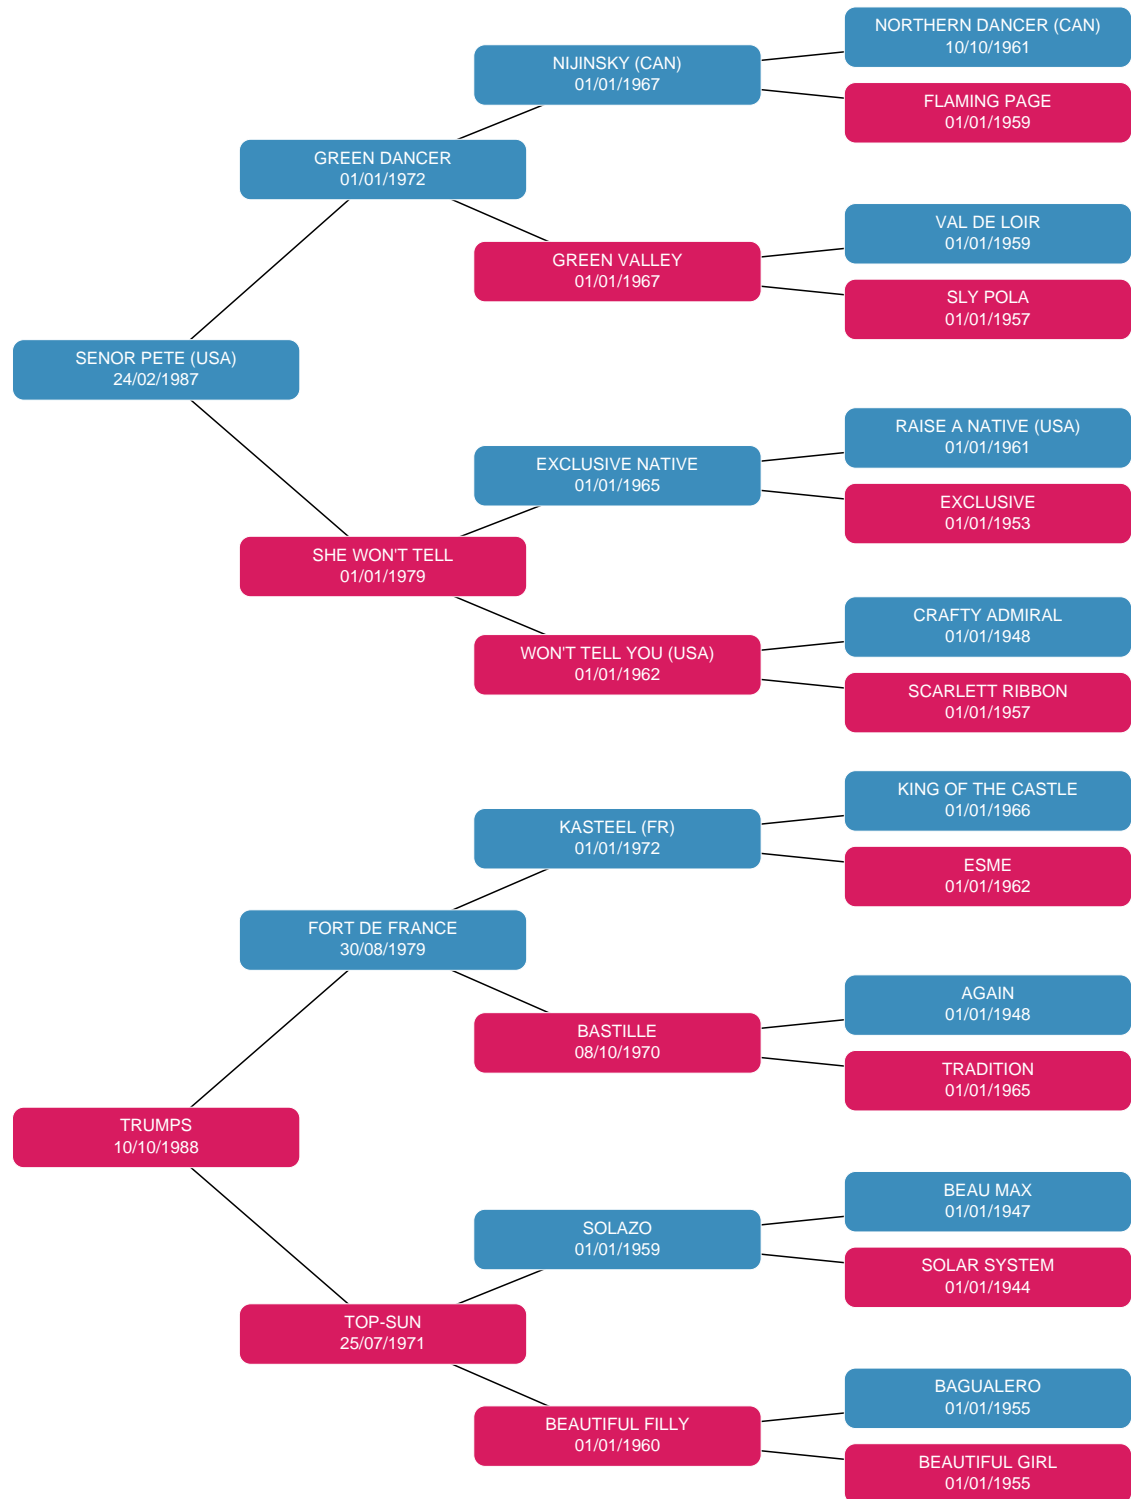 NORTHERN DANCER (CAN)
10/10/1961
NIJINSKY (CAN)
01/01/1967
FLAMING PAGE
01/01/1959
GREEN DANCER
01/01/1972
VAL DE LOIR
01/01/1959
GREEN VALLEY
01/01/1967
SLY POLA
01/01/1957
SENOR PETE (USA)
24/02/1987
RAISE A NATIVE (USA)
01/01/1961
EXCLUSIVE NATIVE
01/01/1965
EXCLUSIVE
01/01/1953
SHE WON'T TELL
01/01/1979
CRAFTY ADMIRAL
01/01/1948
WON'T TELL YOU (USA)
01/01/1962
SCARLETT RIBBON
01/01/1957
KING OF THE CASTLE
01/01/1966
KASTEEL (FR)
01/01/1972
ESME
01/01/1962
FORT DE FRANCE
30/08/1979
AGAIN
01/01/1948
BASTILLE
08/10/1970
TRADITION
01/01/1965
TRUMPS
10/10/1988
BEAU MAX
01/01/1947
SOLAZO
01/01/1959
SOLAR SYSTEM
01/01/1944
TOP-SUN
25/07/1971
BAGUALERO
01/01/1955
BEAUTIFUL FILLY
01/01/1960
BEAUTIFUL GIRL
01/01/1955